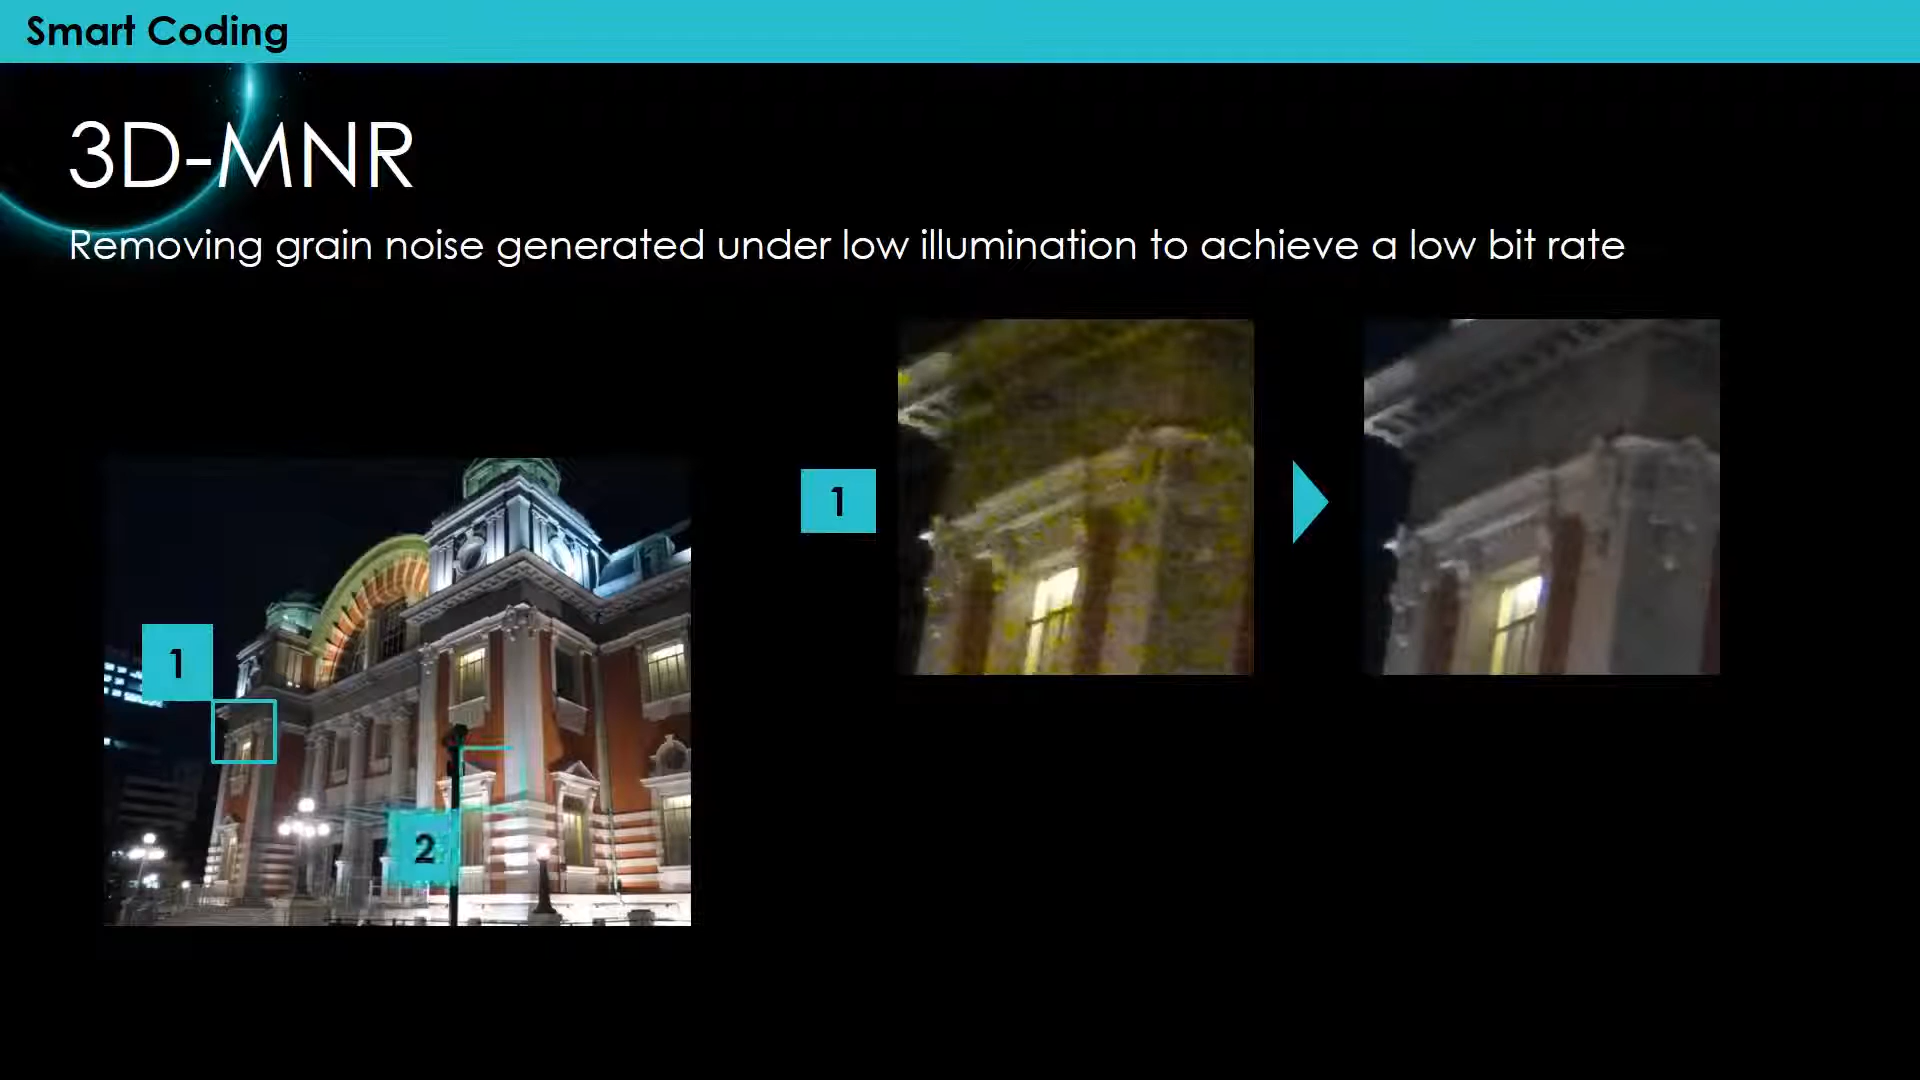 Smart Coding
3D-MNR
Removing grain noise generated under low illumination to achieve a low bit rate
1
1
2